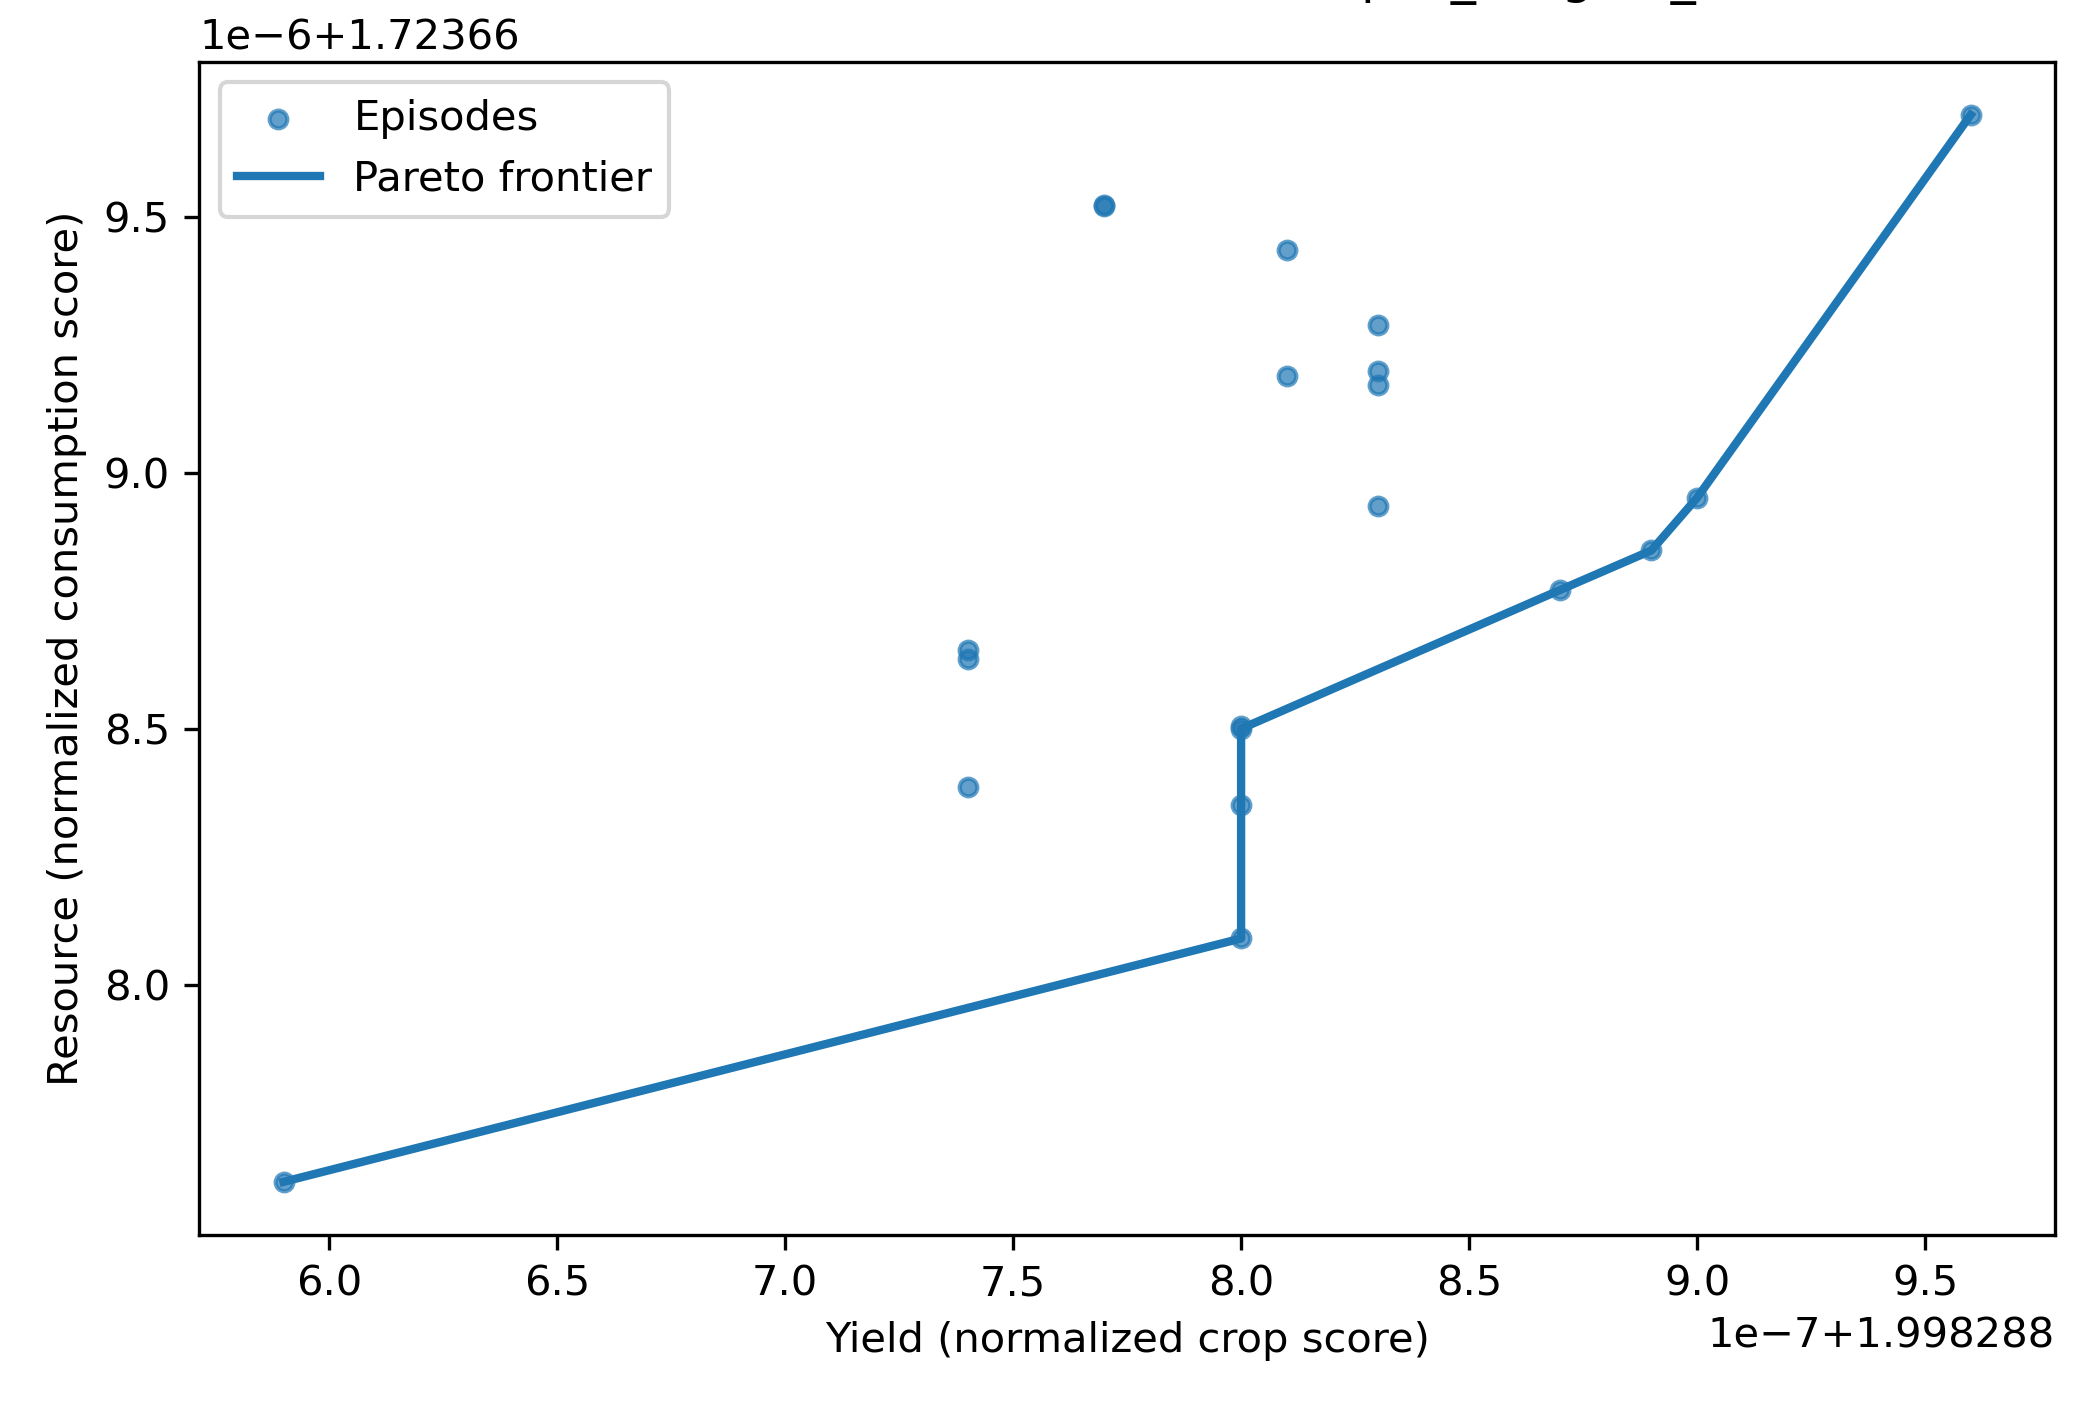 1e−6+1.72366
Episodes
Pareto frontier
Resource (normalized consumption score)
9.5
9.0
8.5
8.0
6.0 6.5 7.0 7.5 8.0 8.5 9.0 9.5
Yield (normalized crop score)
1e−7+1.998288